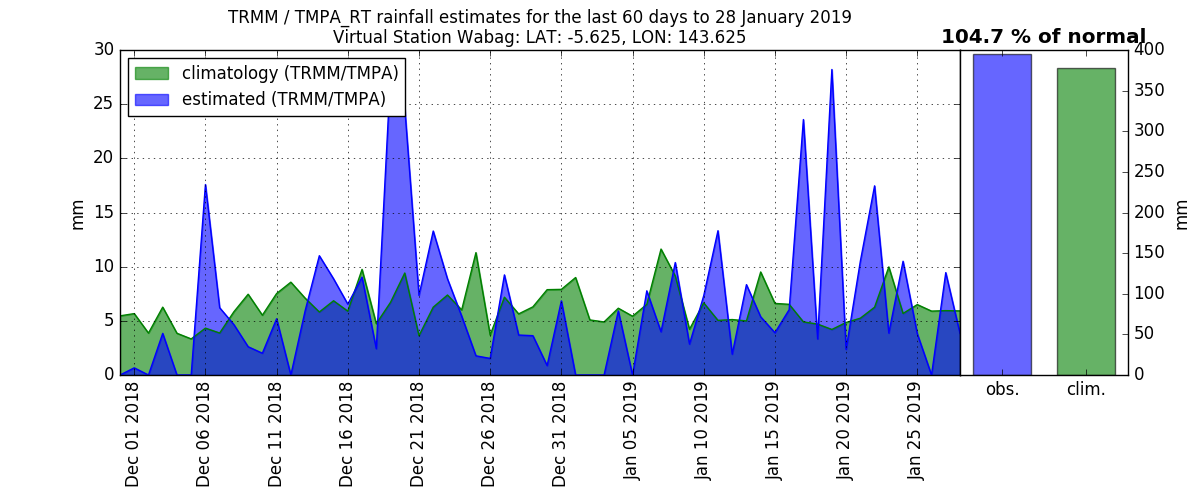 TRMM / TMPA_RT rainfall estimates for the last 60 days to 28 January 2019
Virtual Station Wabag: LAT: -5.625, LON: 143.625
104.7 % of normal
climatology (TRMM/TMPA)
estimated (TRMM/TMPA)
30
25
20
15
10
5
0
mm
Dec 01 2018
Dec 06 2018
Dec 11 2018
Dec 16 2018
Dec 21 2018
Dec 26 2018
Dec 31 2018
Jan 05 2019
Jan 10 2019
Jan 15 2019
Jan 20 2019
Jan 25 2019
obs.
clim.
400
350
300
250
200
150
100
50
0
mm